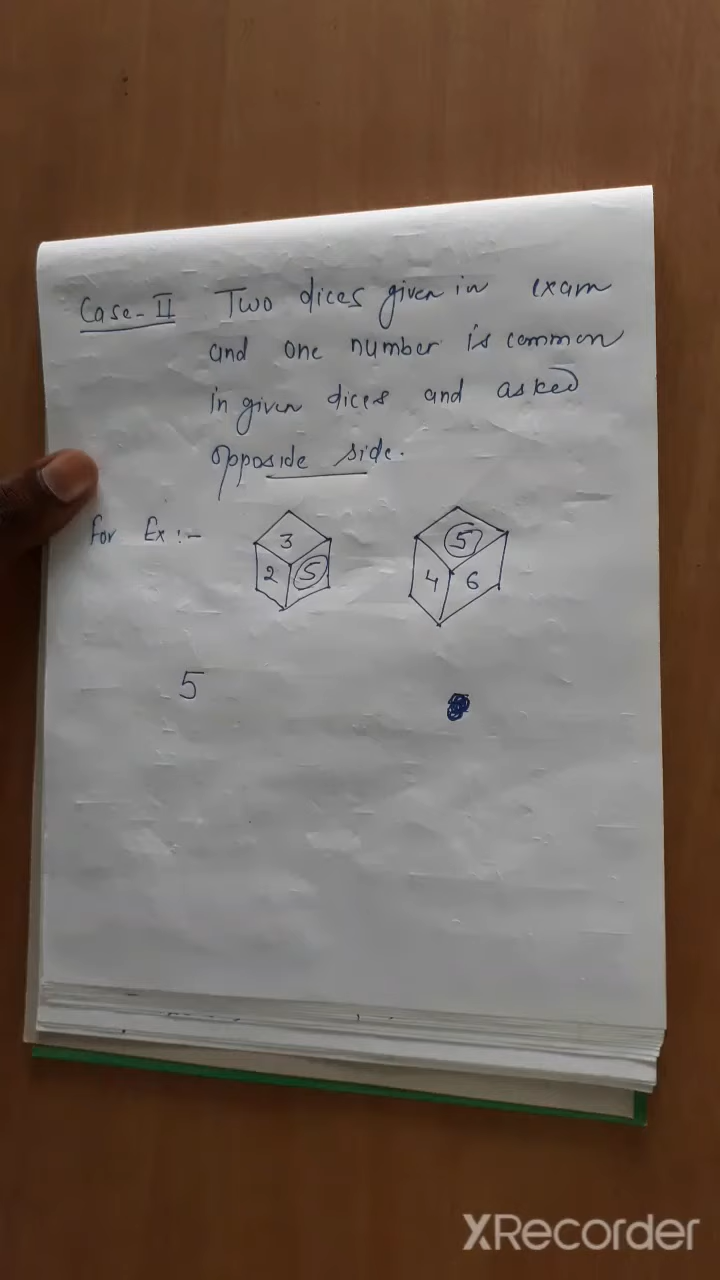 Case-II Two dices given in exam
and one number is common
in given dices and asked
opposide side.
For Ex :-
3
2 5
5
4 6
5
XRecorder